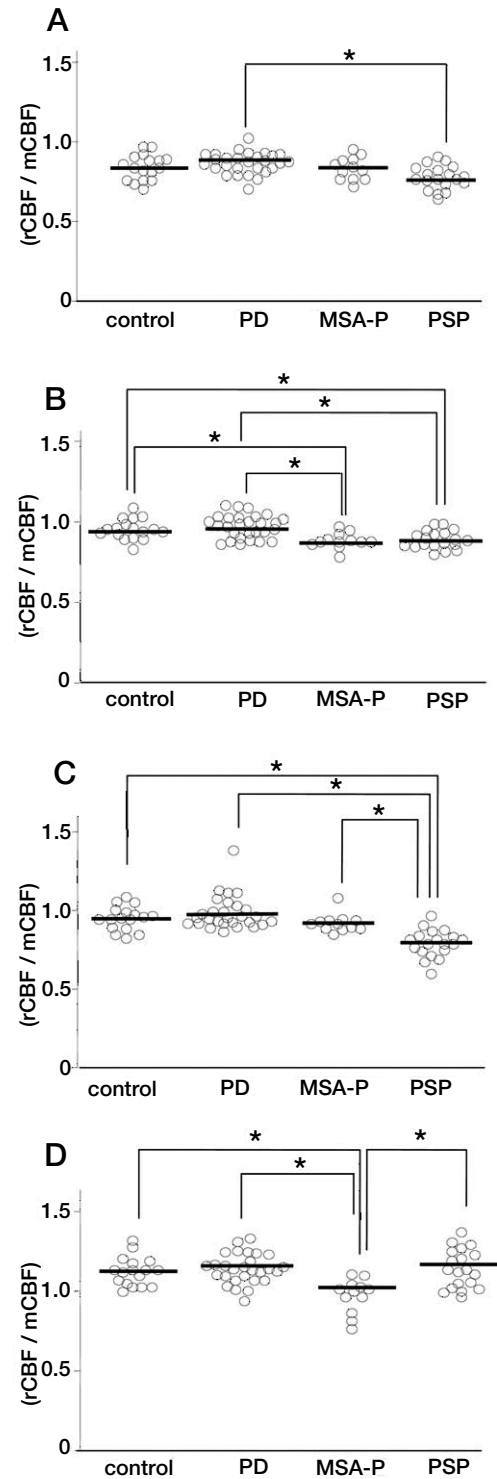 A
*
1.5
1.0
0.5
0
(rCBF / mCBF)
control PD MSA-P PSP
B
*
*
*
*
1.5
1.0
0.5
0
(rCBF / mCBF)
control PD MSA-P PSP
C
*
*
*
1.5
1.0
0.5
0
(rCBF / mCBF)
control PD MSA-P PSP
D
* *
*
1.5
1.0
0.5
0
(rCBF / mCBF)
control PD MSA-P PSP